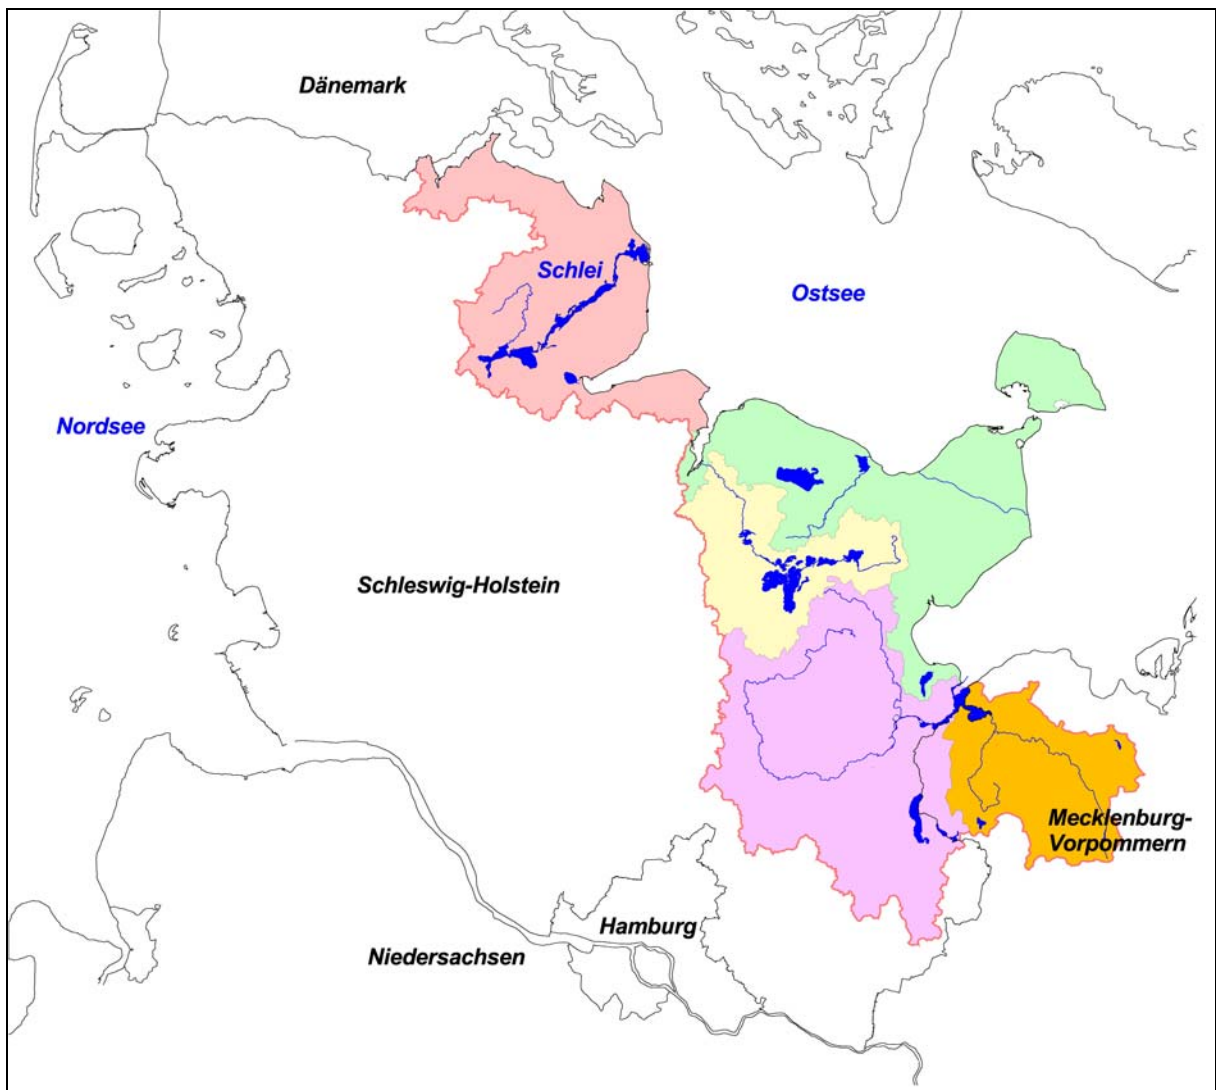 Dänemark
Schlei
Ostsee
Nordsee
Schleswig-Holstein
Mecklenburg-
Vorpommern
Hamburg
Niedersachsen